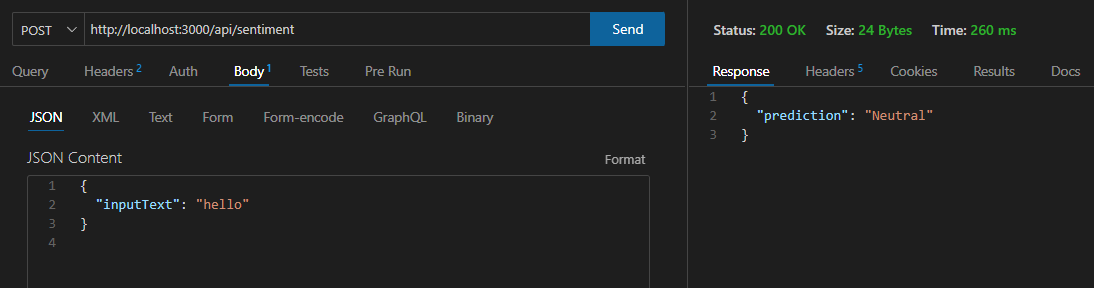 POST http://localhost:3000/api/sentiment Send
Query Headers 2 Auth Body 1 Tests Pre Run
JSON XML Text Form Form-encode GraphQL Binary
JSON Content Format
1 {
2 "inputText": "hello"
3 }
4
Status: 200 OK Size: 24 Bytes Time: 260 ms
Response Headers 5 Cookies Results Docs
1 {
2 "prediction": "Neutral"
3 }